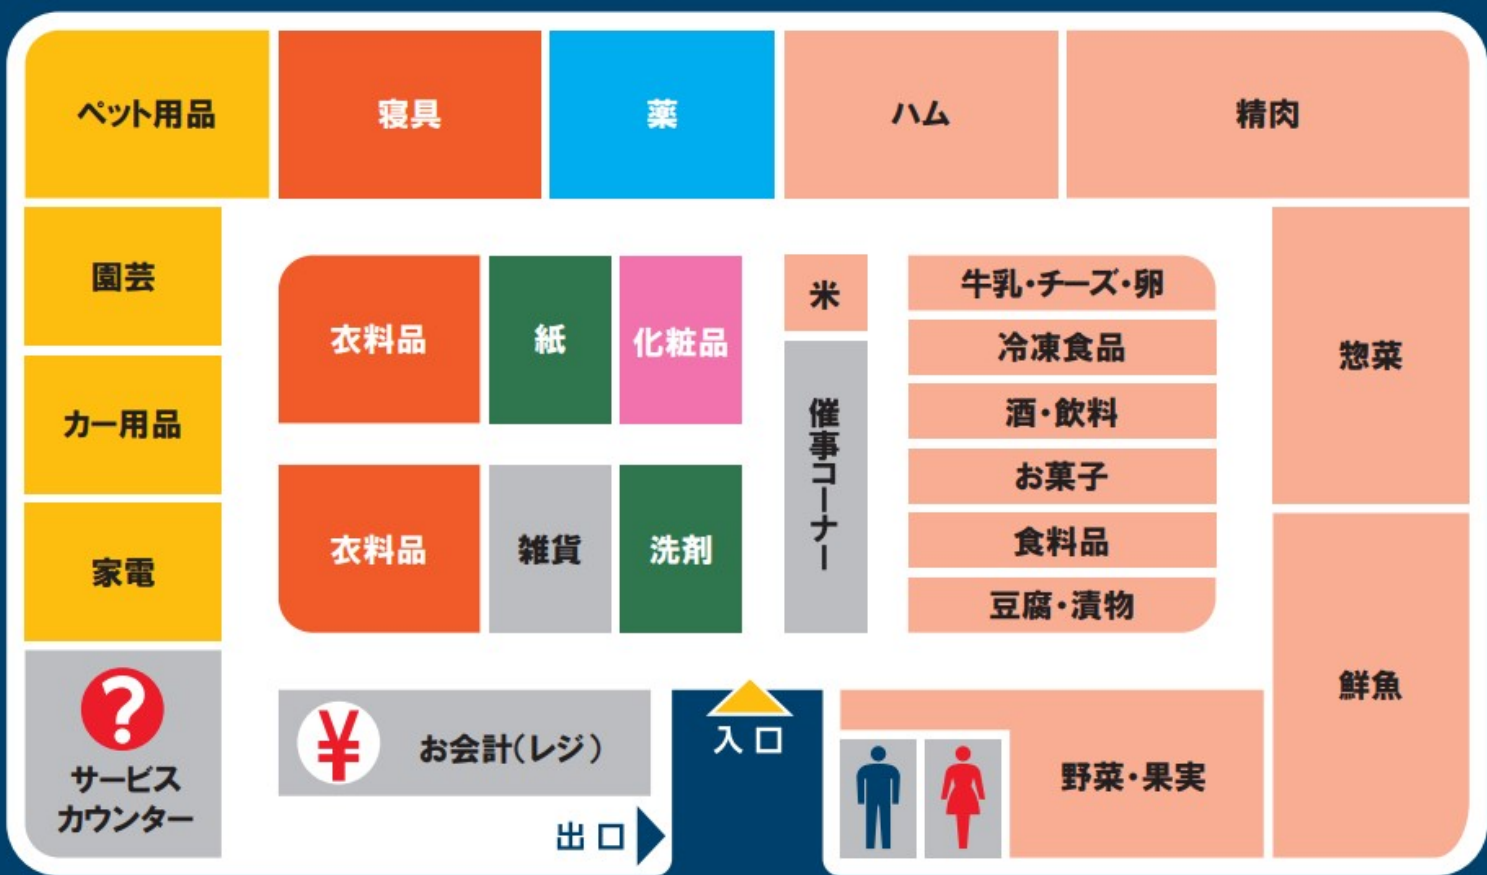 ペット用品
寝具
薬
ハム
精肉
園芸
カー用品
家電
衣料品
紙
化粧品
衣料品
雑貨
洗剤
米
催事コーナー
牛乳・チーズ・卵
冷凍食品
酒・飲料
お菓子
食料品
豆腐・漬物
惣菜
鮮魚
?
サービス
カウンター
¥ お会計(レジ)
入口
出口
野菜・果実